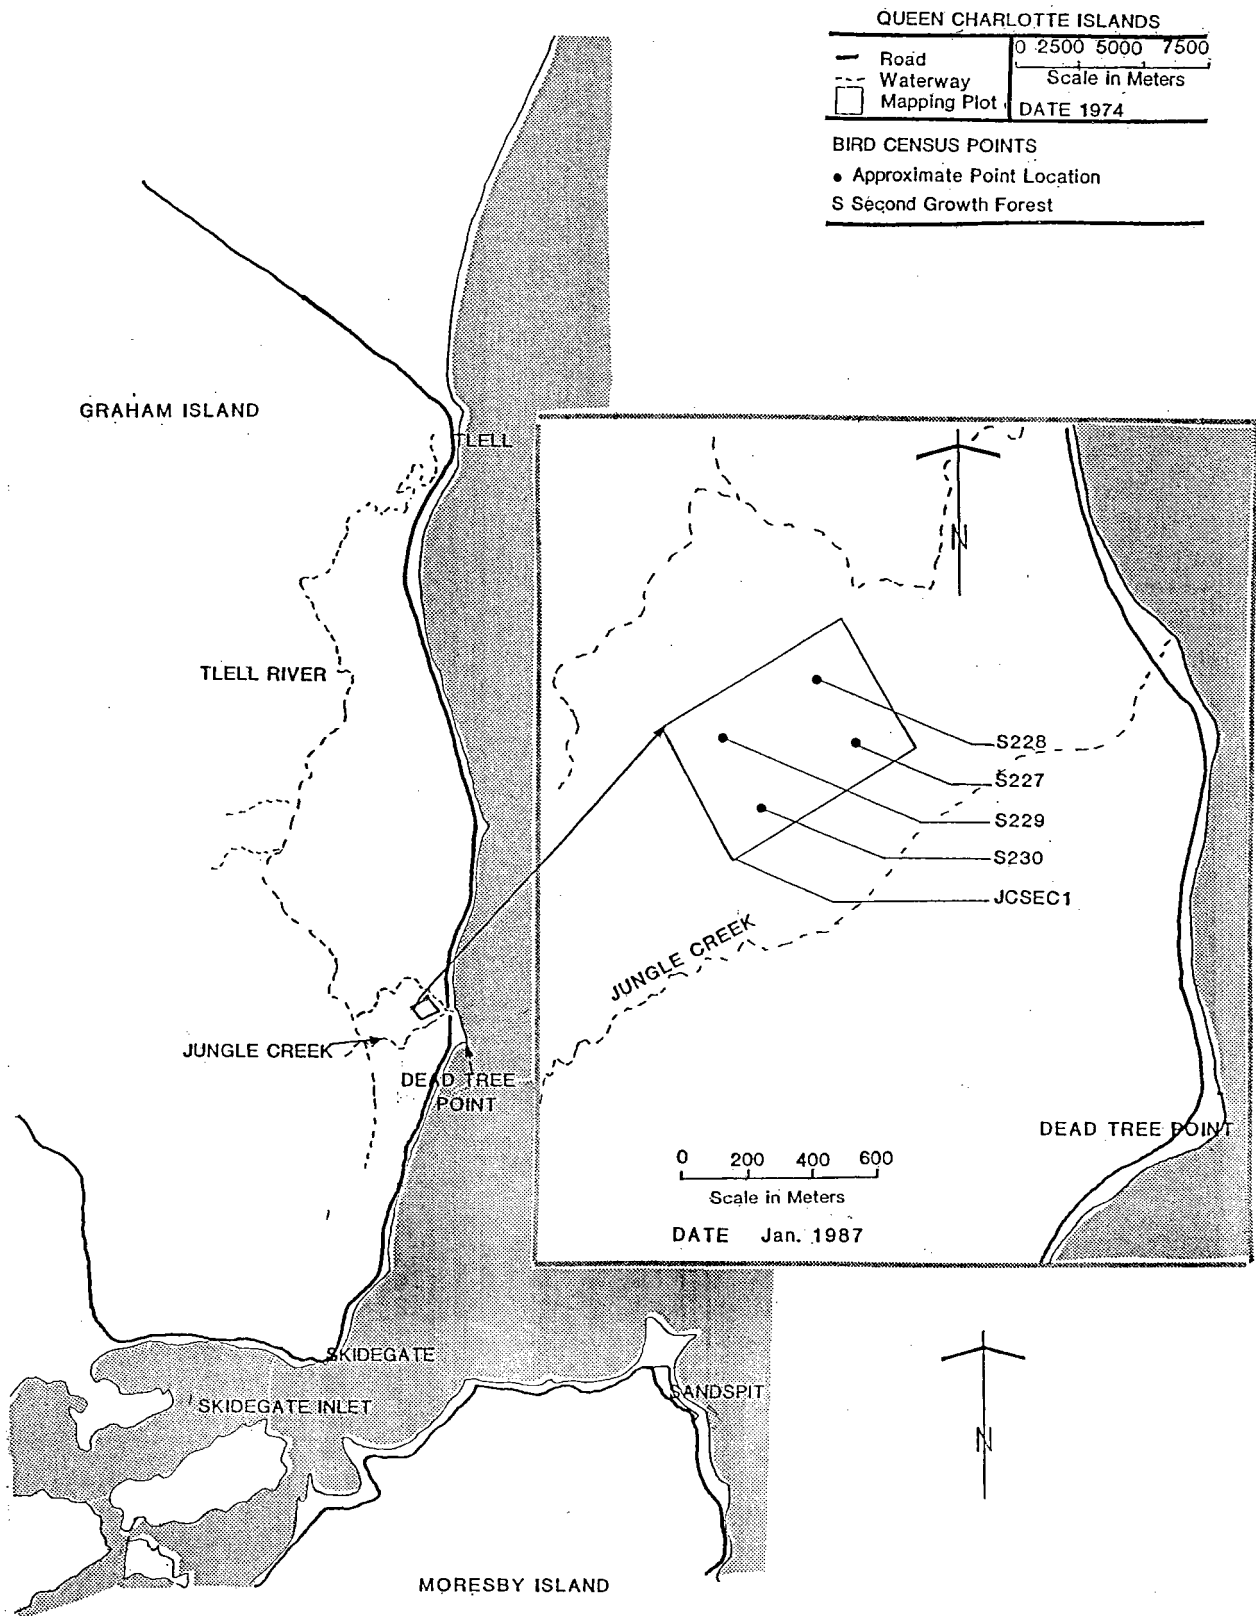 QUEEN CHARLOTTE ISLANDS
Road
Waterway
Mapping Plot
0 2500 5000 7500
Scale in Meters
DATE 1974
BIRD CENSUS POINTS
Approximate Point Location
S Second Growth Forest
GRAHAM ISLAND
TLELL
N
TLELL RIVER
S228
S227
S229
S230
JCSEC1
JUNGLE CREEK
JUNGLE CREEK
DEAD TREE
POINT
DEAD TREE POINT
0 200 400 600
Scale in Meters
DATE Jan. 1987
SKIDEGATE
SKIDEGATE INLET
SANDSPIT
N
MORESBY ISLAND